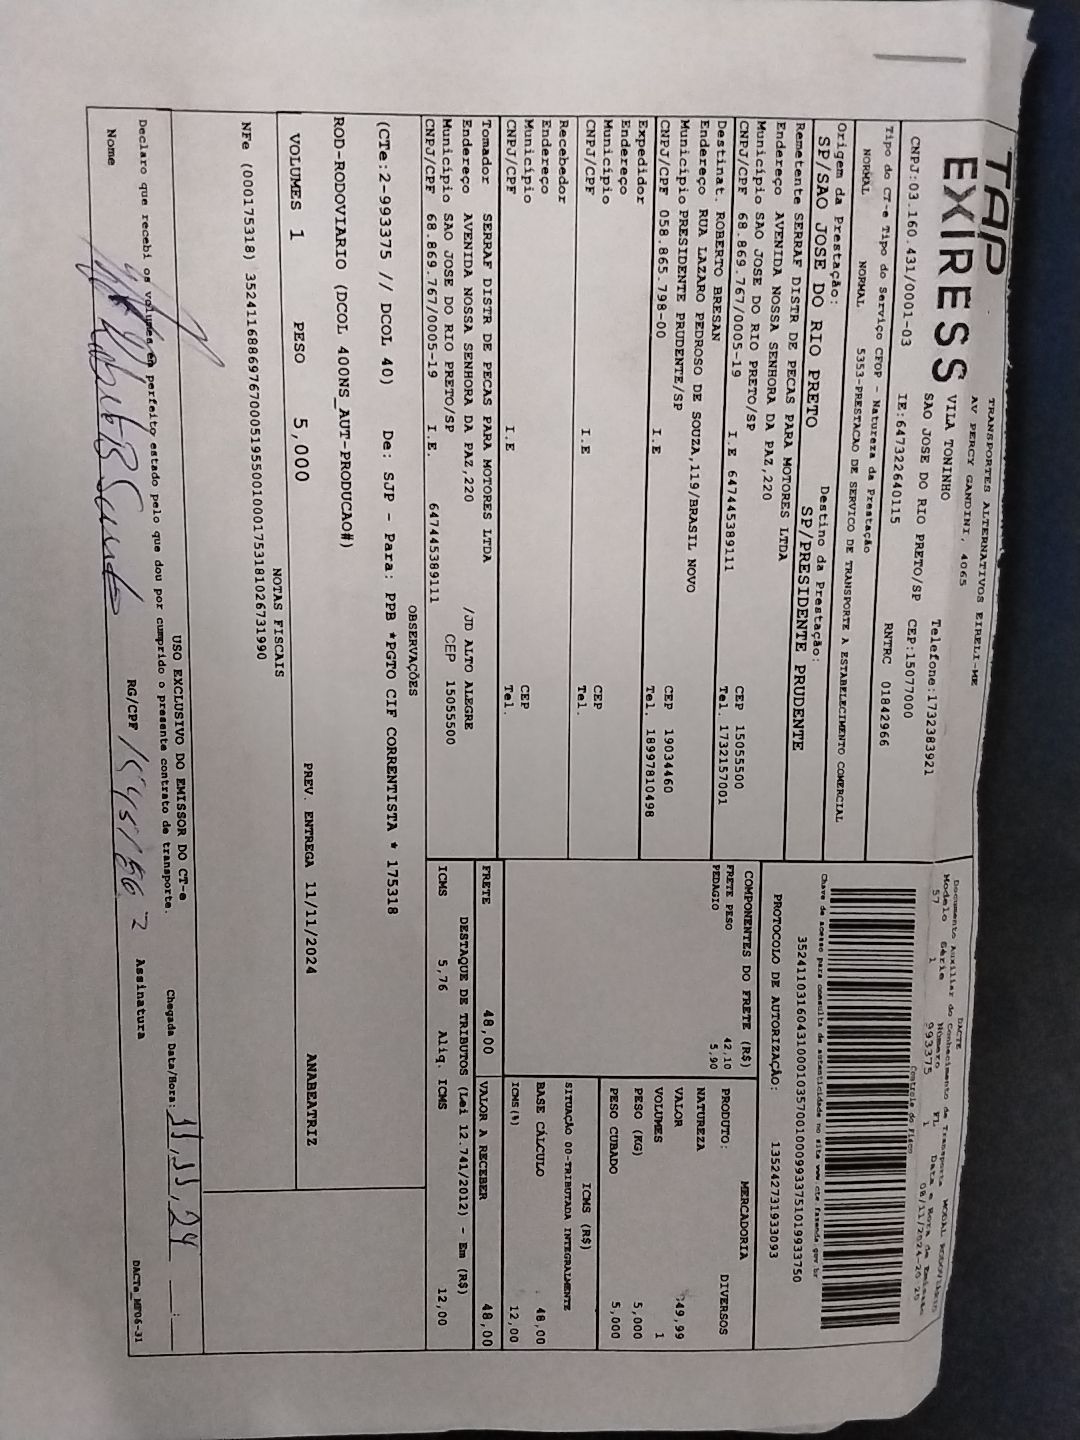 TAP
EXIRESS
TRANSPORTES ALTERNATIVOS EIRELI-ME
AV PERCY GANDINI, 4065
VILA TONINHO
SAO JOSE DO RIO PRETO/SP CEP:15077000
Telefone:1732383921
CNPJ:03.160.431/0001-03 IE:647322640115 RNTRC 01842966
Tipo do CT-e Tipo do Serviço CFOP - Natureza da Prestação
NORMAL NORMAL 5353-PRESTACAO DE SERVICO DE TRANSPORTE A ESTABELECIMENTO COMERCIAL
Origem da Prestação: Destino da Prestação:
SP/SAO JOSE DO RIO PRETO SP/PRESIDENTE PRUDENTE
Remetente SERRAF DISTR DE PECAS PARA MOTORES LTDA
Endereço AVENIDA NOSSA SENHORA DA PAZ,220
Município SAO JOSE DO RIO PRETO/SP CEP 15055500
CNPJ/CPF 68.869.767/0005-19 I.E 647445389111 Tel. 1732157001
Destinat. ROBERTO BRESAN
Endereço RUA LAZARO PEDROSO DE SOUZA,119/BRASIL NOVO
Município PRESIDENTE PRUDENTE/SP CEP 19034460
CNPJ/CPF 058.865.798-00 I.E Tel. 18997810498
Expedidor
Endereço
Município CEP
CNPJ/CPF I.E Tel.
Recebedor
Endereço
Município CEP
CNPJ/CPF I.E Tel.
Tomador SERRAF DISTR DE PECAS PARA MOTORES LTDA
Endereço AVENIDA NOSSA SENHORA DA PAZ,220 /JD ALTO ALEGRE
Município SAO JOSE DO RIO PRETO/SP CEP 15055500
CNPJ/CPF 68.869.767/0005-19 I.E. 647445389111
DACTE
Documento Auxiliar do Conhecimento de Transporte MODAL RODOVIÁRIO
Modelo Série Número FL Data e Hora de Emissão
57 1 993375 1 08/11/2024-20:20
Controle do Fisco
Chave de acesso para consulta de autenticidade no site www.cte.fazenda.gov.br
35241103160431000103570010009933751019933750
PROTOCOLO DE AUTORIZAÇÃO: 135242731933093
COMPONENTES DO FRETE (R$)
FRETE PESO 42,10
PEDAGIO 5,90
MERCADORIA
PRODUTO: DIVERSOS
NATUREZA
VALOR 949,99
VOLUMES 1
PESO (KG) 5,000
PESO CUBADO 5,000
ICMS (R$)
SITUAÇÃO 00-TRIBUTADA INTEGRALMENTE
BASE CÁLCULO 48,00
ICMS (%) 12,00
FRETE 48,00 VALOR A RECEBER 48,00
DESTAQUE DE TRIBUTOS (Lei 12.741/2012) - Em (R$)
ICMS 5,76 Aliq. ICMS 12,00
OBSERVAÇÕES
(CTe:2-993375 // DCOL 40) De: SJP - Para: PPB *PGTO CIF CORRENTISTA * 175318
ROD-RODOVIARIO (DCOL 400NS_AUT-PRODUCAO#)
VOLUMES 1 PESO 5,000 PREV. ENTREGA 11/11/2024 ANABEATRIZ
NOTAS FISCAIS
NFe (000175318) 35241168869767000519550010001753181026731990
USO EXCLUSIVO DO EMISSOR DO CT-e
Declaro que recebi os volumes em perfeito estado pelo que dou por cumprido o presente contrato de transporte. Chegada Data/Hora: 11,11,24 :
Nome RG/CPF Assinatura
DACTe_MF06-31